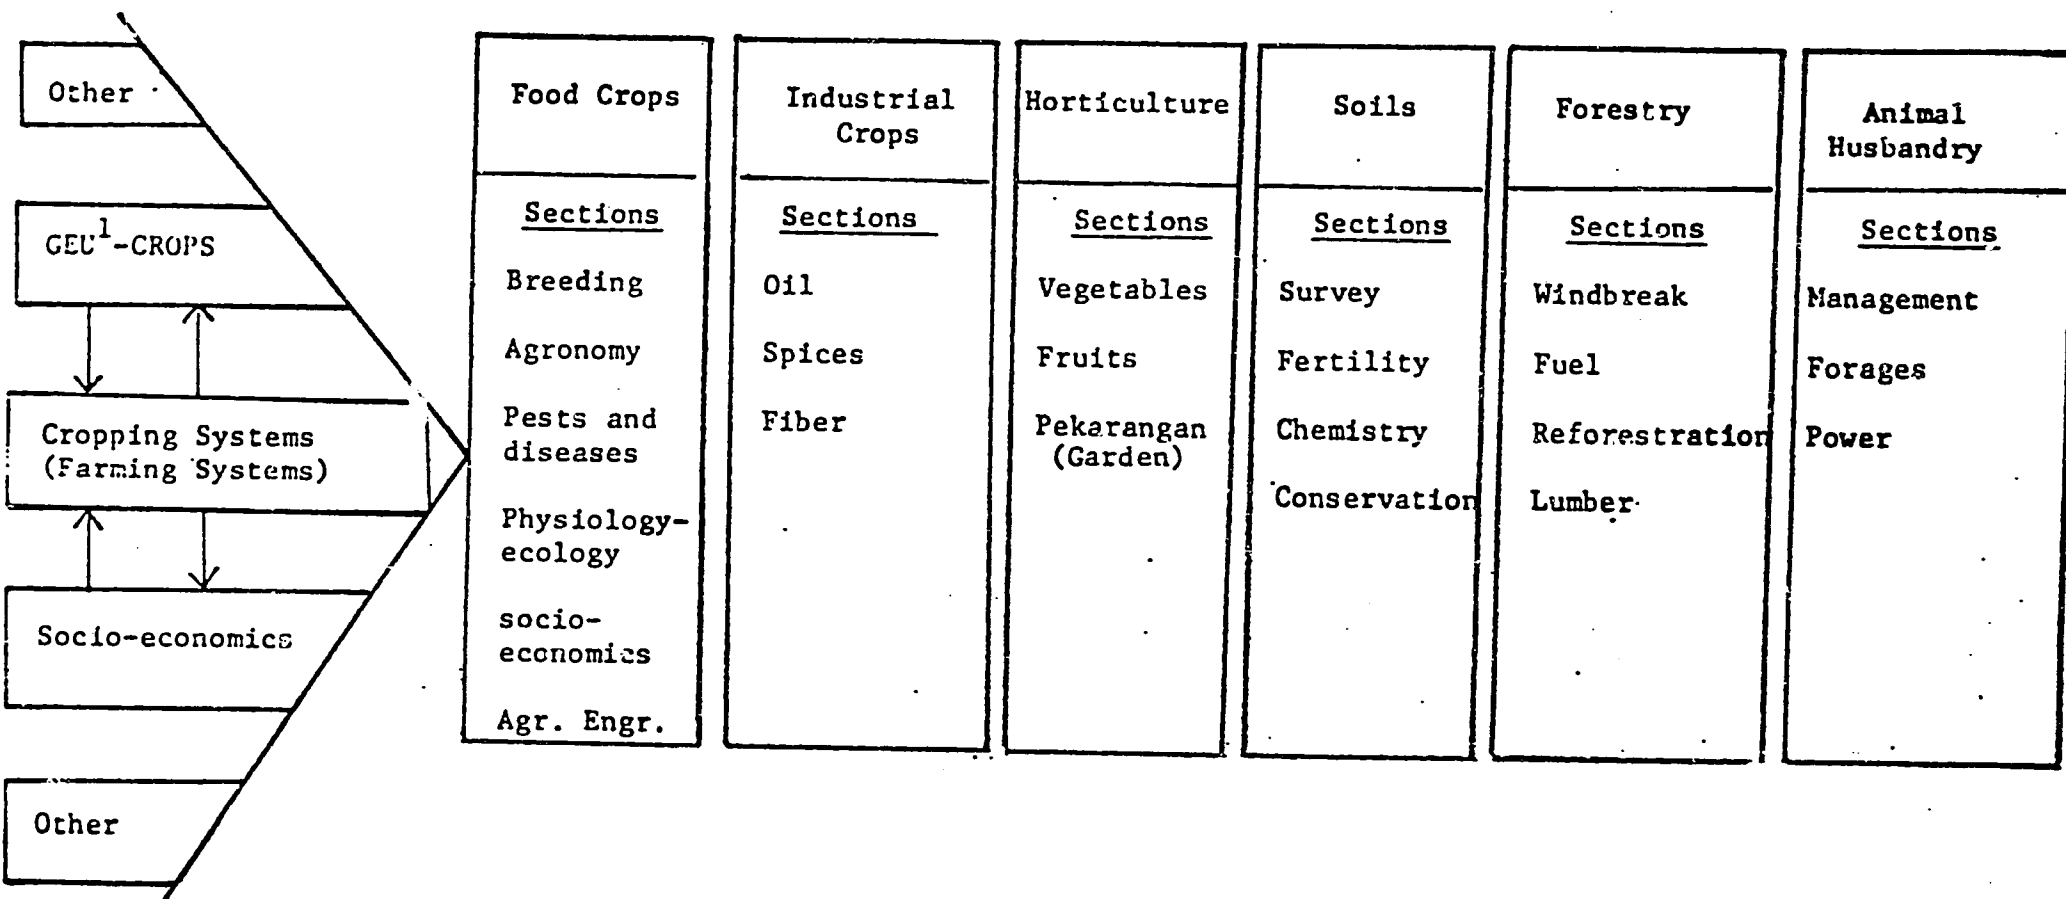 Other
GEU1-CROPS
Cropping Systems
(Farming Systems)
Socio-economics
Other
Food Crops
Sections
Breeding
Agronomy
Pests and
diseases
Physiology-
ecology
socio-
economics
Agr. Engr.
Industrial
Crops
Sections
Oil
Spices
Fiber
Horticulture
Sections
Vegetables
Fruits
Pekarangan
(Garden)
Soils
Sections
Survey
Fertility
Chemistry
Conservation
Forestry
Sections
Windbreak
Fuel
Reforestration
Lumber
Animal
Husbandry
Sections
Management
Forages
Power